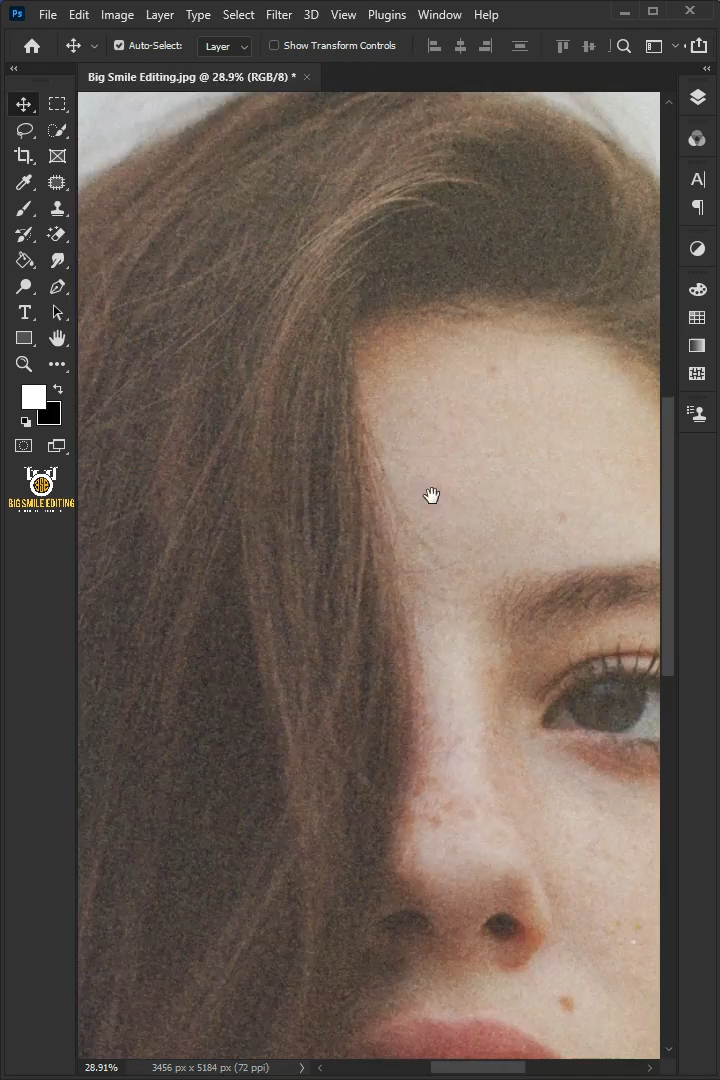 Ps File Edit Image Layer Type Select Filter 3D View Plugins Window Help
Auto-Select: Layer Show Transform Controls
Big Smile Editing.jpg @ 28.9% (RGB/8) *
BIG SMILE EDITING
28.91% 3456 px x 5184 px (72 ppi)